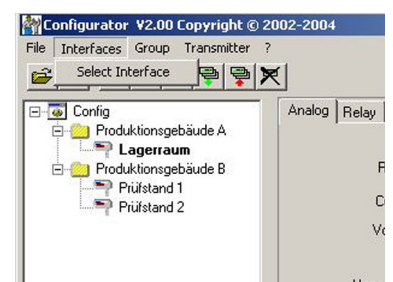 Configurator V2.00 Copyright © 2002-2004
File Interfaces Group Transmitter ?
Select Interface
Config
Produktionsgebäude A
Lagerraum
Produktionsgebäude B
Prüfstand 1
Prüfstand 2
Analog Relay